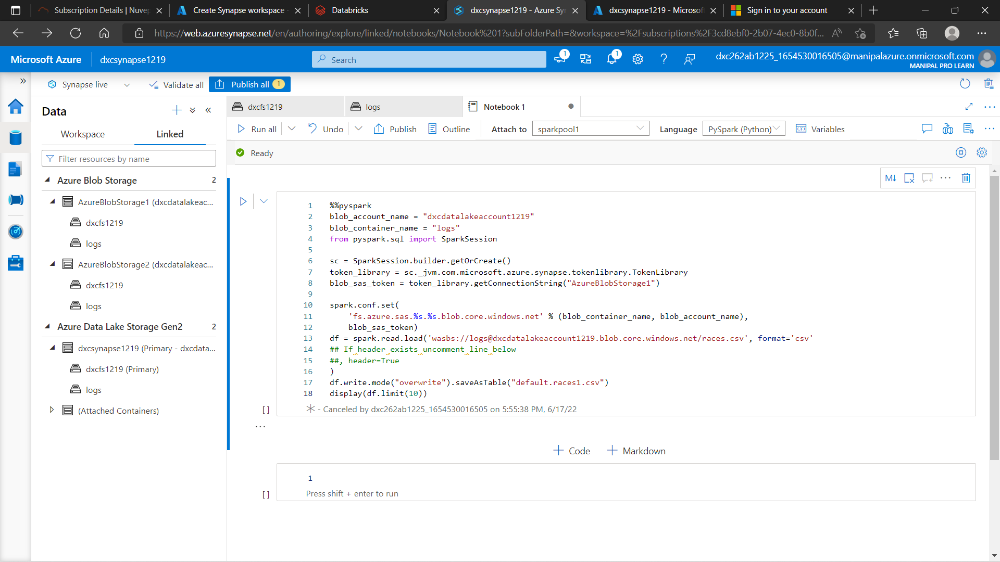 Subscription Details | Nuvep
Create Synapse workspace -
Databricks
dxcsynapse1219 - Azure Syn
dxcsynapse1219 - Microsoft
Sign in to your account
https://web.azuresynapse.net/en/authoring/explore/linked/notebooks/Notebook%201?subFolderPath=&workspace=%2Fsubscriptions%2F3cd8ebf0-2b07-4ec0-8b0f...
Microsoft Azure
dxcsynapse1219
Search
1
1
dxc262ab1225_1654530016505@manipalazure.onmicrosoft.com
MANIPAL PRO LEARN
Synapse live
Validate all
Publish all 1
Data
Workspace
Linked
Filter resources by name
Azure Blob Storage 2
AzureBlobStorage1 (dxcdatalakeac...
dxcfs1219
logs
AzureBlobStorage2 (dxcdatalakeac...
dxcfs1219
logs
Azure Data Lake Storage Gen2 2
dxcsynapse1219 (Primary - dxcdata...
dxcfs1219 (Primary)
logs
(Attached Containers)
dxcfs1219
logs
Notebook 1
Run all
Undo
Publish
Outline
Attach to
sparkpool1
Language
PySpark (Python)
Variables
Ready
M↓
1 %%pyspark
2 blob_account_name = "dxcdatalakeaccount1219"
3 blob_container_name = "logs"
4 from pyspark.sql import SparkSession
5
6 sc = SparkSession.builder.getOrCreate()
7 token_library = sc._jvm.com.microsoft.azure.synapse.tokenlibrary.TokenLibrary
8 blob_sas_token = token_library.getConnectionString("AzureBlobStorage1")
9
10 spark.conf.set(
11 'fs.azure.sas.%s.%s.blob.core.windows.net' % (blob_container_name, blob_account_name),
12 blob_sas_token)
13 df = spark.read.load('wasbs://logs@dxcdatalakeaccount1219.blob.core.windows.net/races.csv', format='csv'
14 ## If header exists uncomment line below
15 ##, header=True
16 )
17 df.write.mode("overwrite").saveAsTable("default.races1.csv")
18 display(df.limit(10))
[ ]
- Canceled by dxc262ab1225_1654530016505 on 5:55:38 PM, 6/17/22
...
+ Code
+ Markdown
1
[ ]
Press shift + enter to run